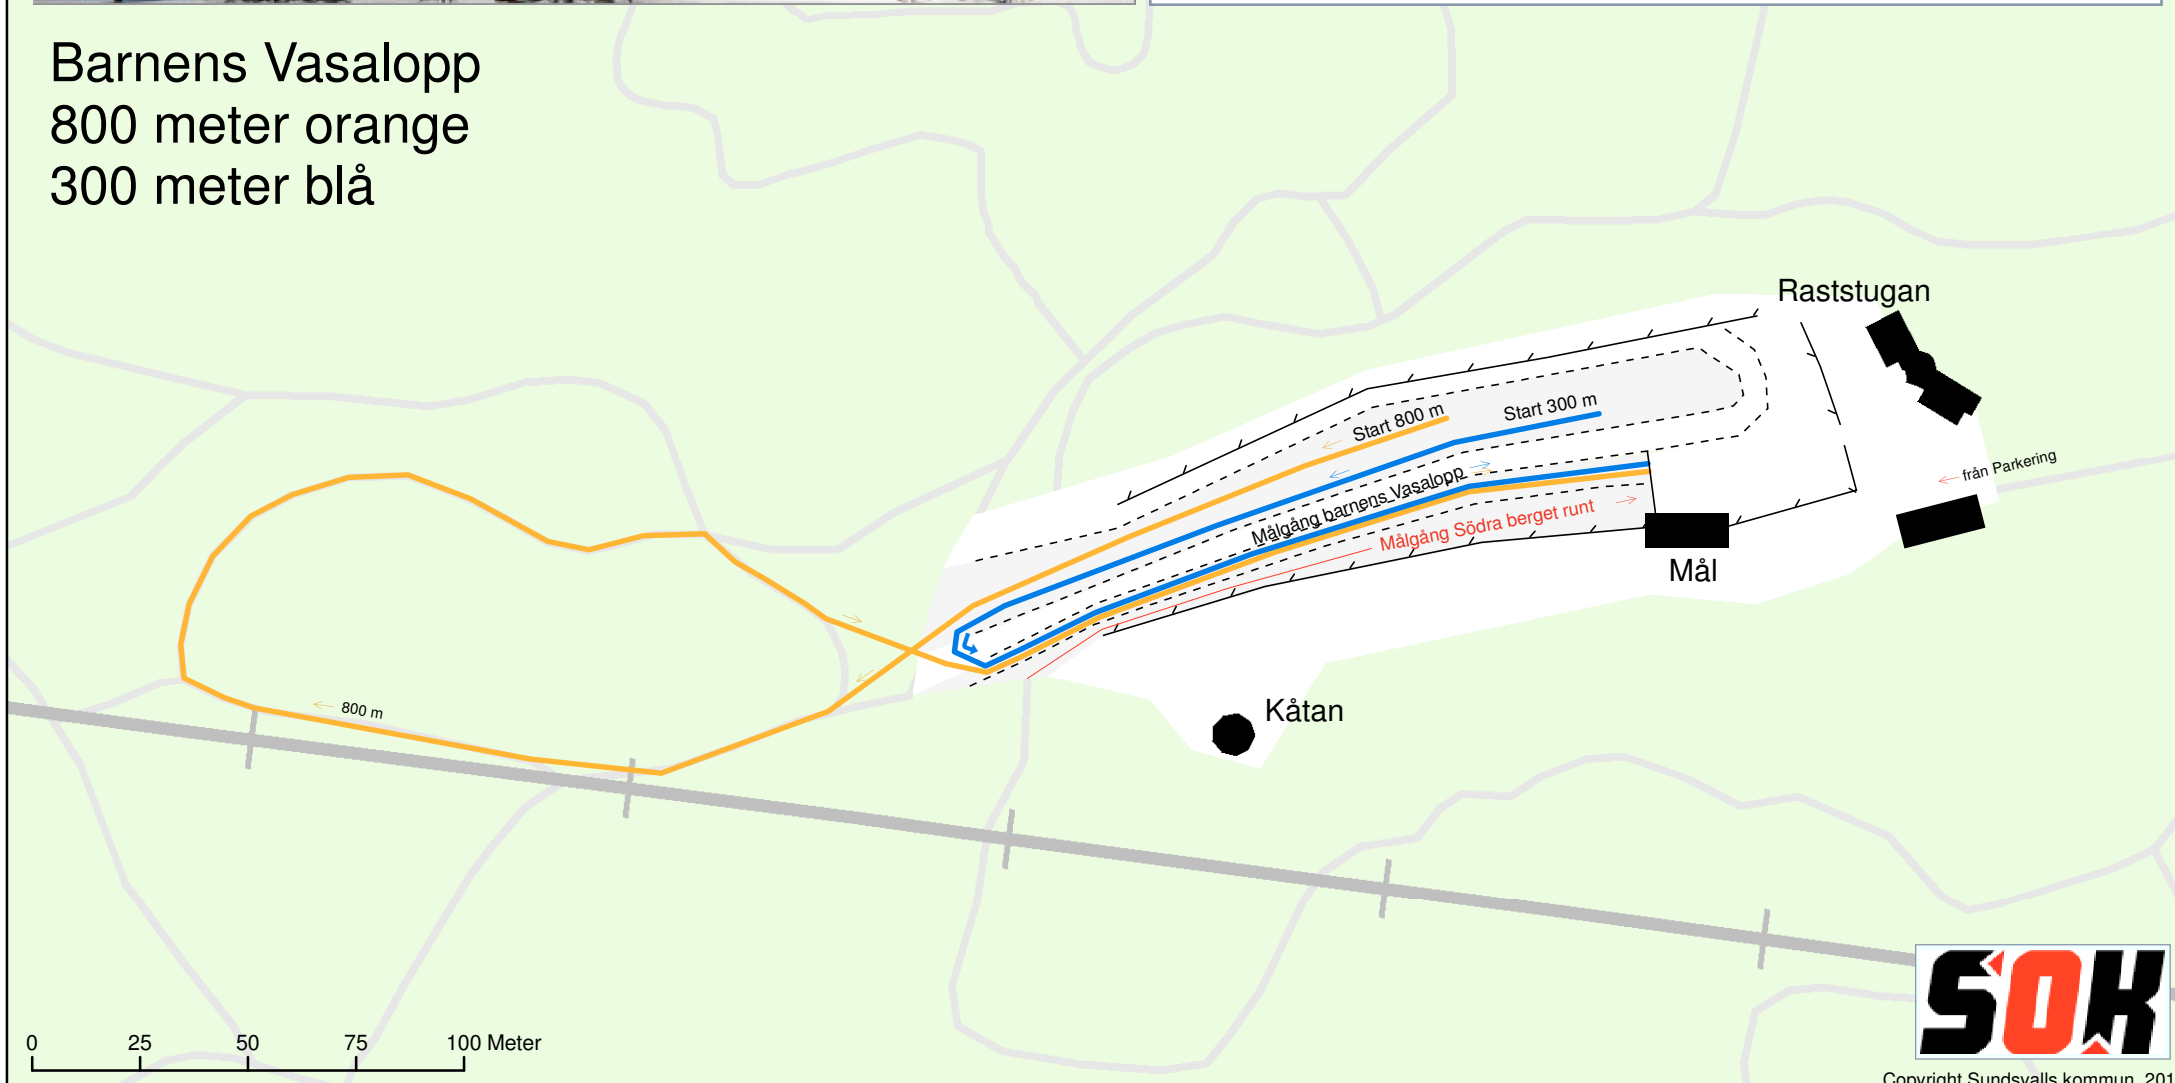 Barnens Vasalopp
800 meter orange
300 meter blå
Raststugan
Start 800 m
Start 300 m
Målgång barnens Vasalopp
Målgång Södra berget runt
från Parkering
Mål
Kåtan
800 m
0 25 50 75 100 Meter
SOK
Copyright Sundsvalls kommun